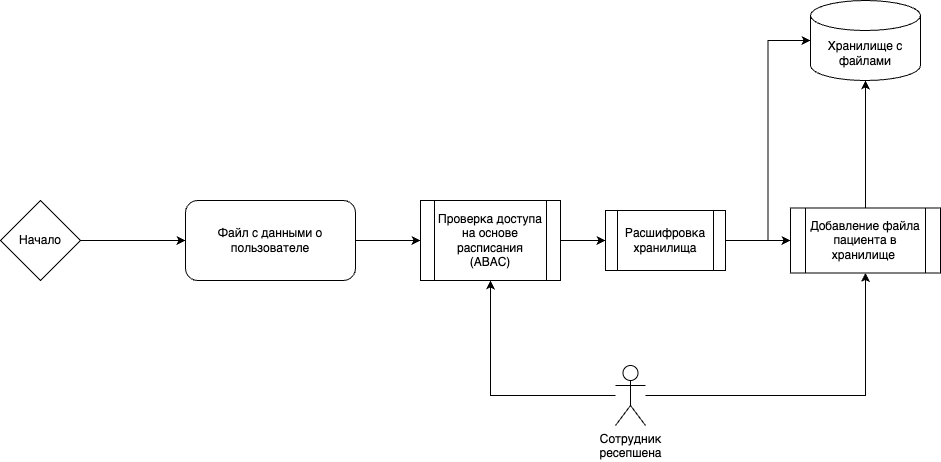 Хранилище с
файлами
Начало
Файл с данными о
пользователе
Проверка доступа
на основе
расписания
(ABAC)
Расшифровка
хранилища
Добавление файла
пациента в
хранилище
Сотрудник
ресепшена